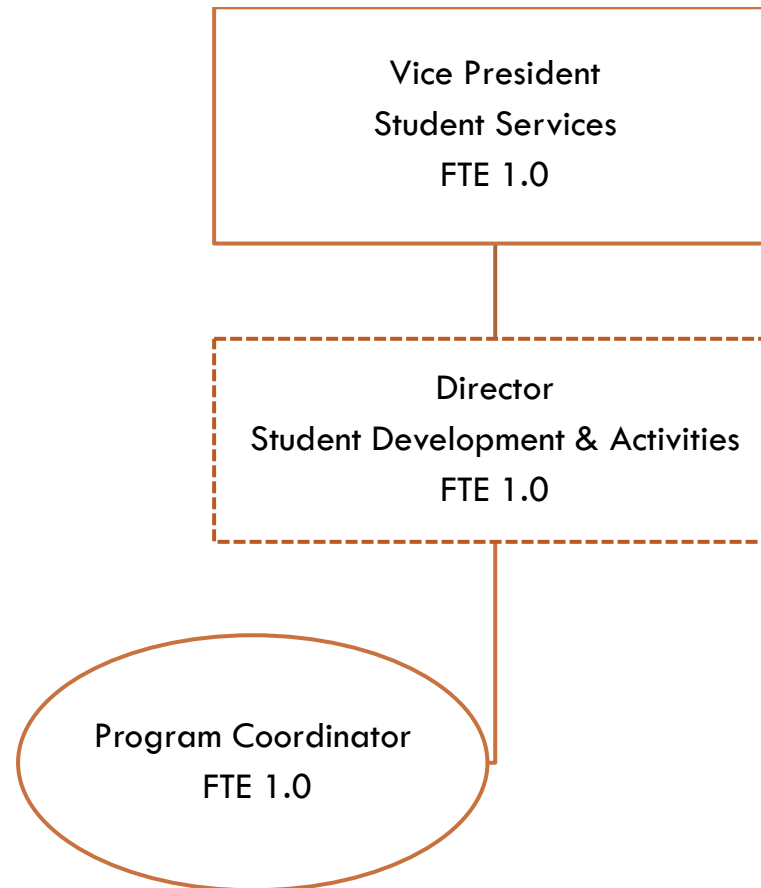 Vice President
Student Services
FTE 1.0
Director
Student Development & Activities
FTE 1.0
Program Coordinator
FTE 1.0